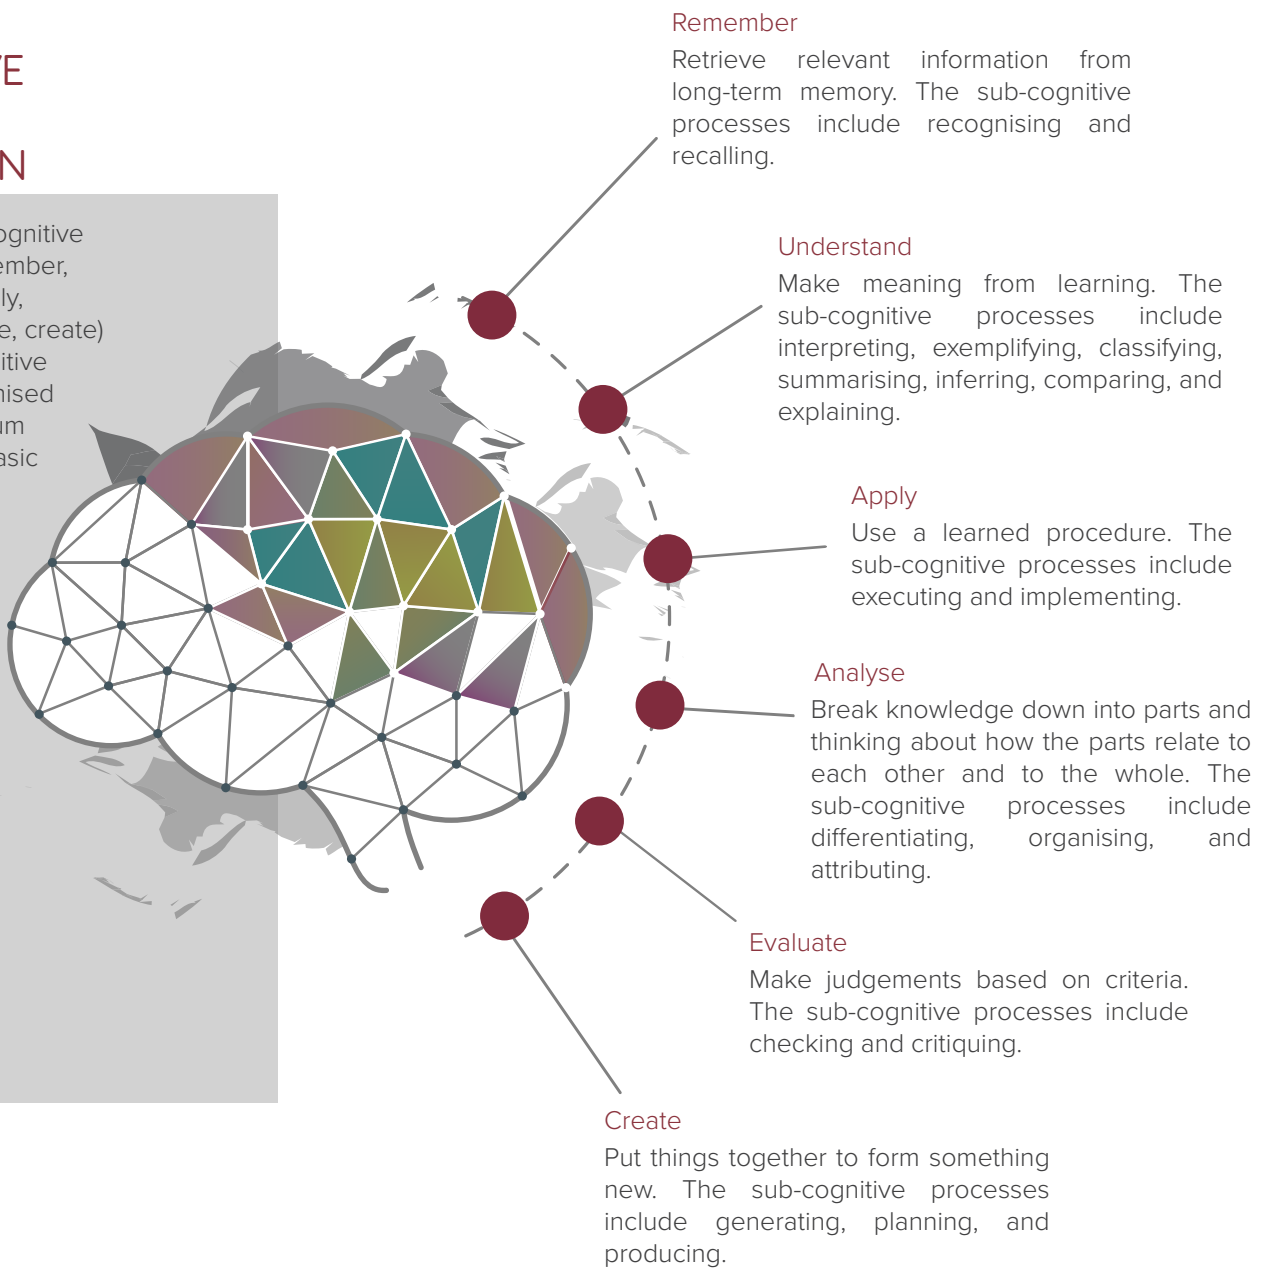 VE
N
ognitive
ember,
ly,
e, create)
itive
nised
um
asic
Remember
Retrieve relevant information from
long-term memory. The sub-cognitive
processes include recognising and
recalling.
Understand
Make meaning from learning. The
sub-cognitive processes include
interpreting, exemplifying, classifying,
summarising, inferring, comparing, and
explaining.
Apply
Use a learned procedure. The
sub-cognitive processes include
executing and implementing.
Analyse
Break knowledge down into parts and
thinking about how the parts relate to
each other and to the whole. The
sub-cognitive processes include
differentiating, organising, and
attributing.
Evaluate
Make judgements based on criteria.
The sub-cognitive processes include
checking and critiquing.
Create
Put things together to form something
new. The sub-cognitive processes
include generating, planning, and
producing.